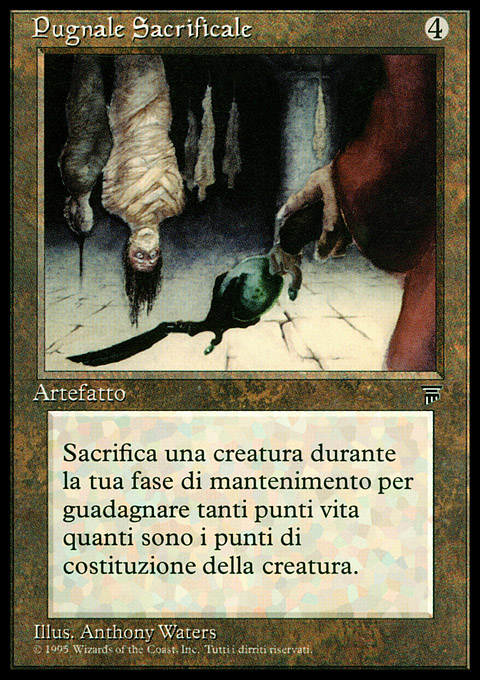 Pugnale Sacrificale
4
Artefatto
Sacrifica una creatura durante
la tua fase di mantenimento per
guadagnare tanti punti vita
quanti sono i punti di
costituzione della creatura.
Illus. Anthony Waters
© 1995 Wizards of the Coast, Inc. Tutti i dirriti riservati.